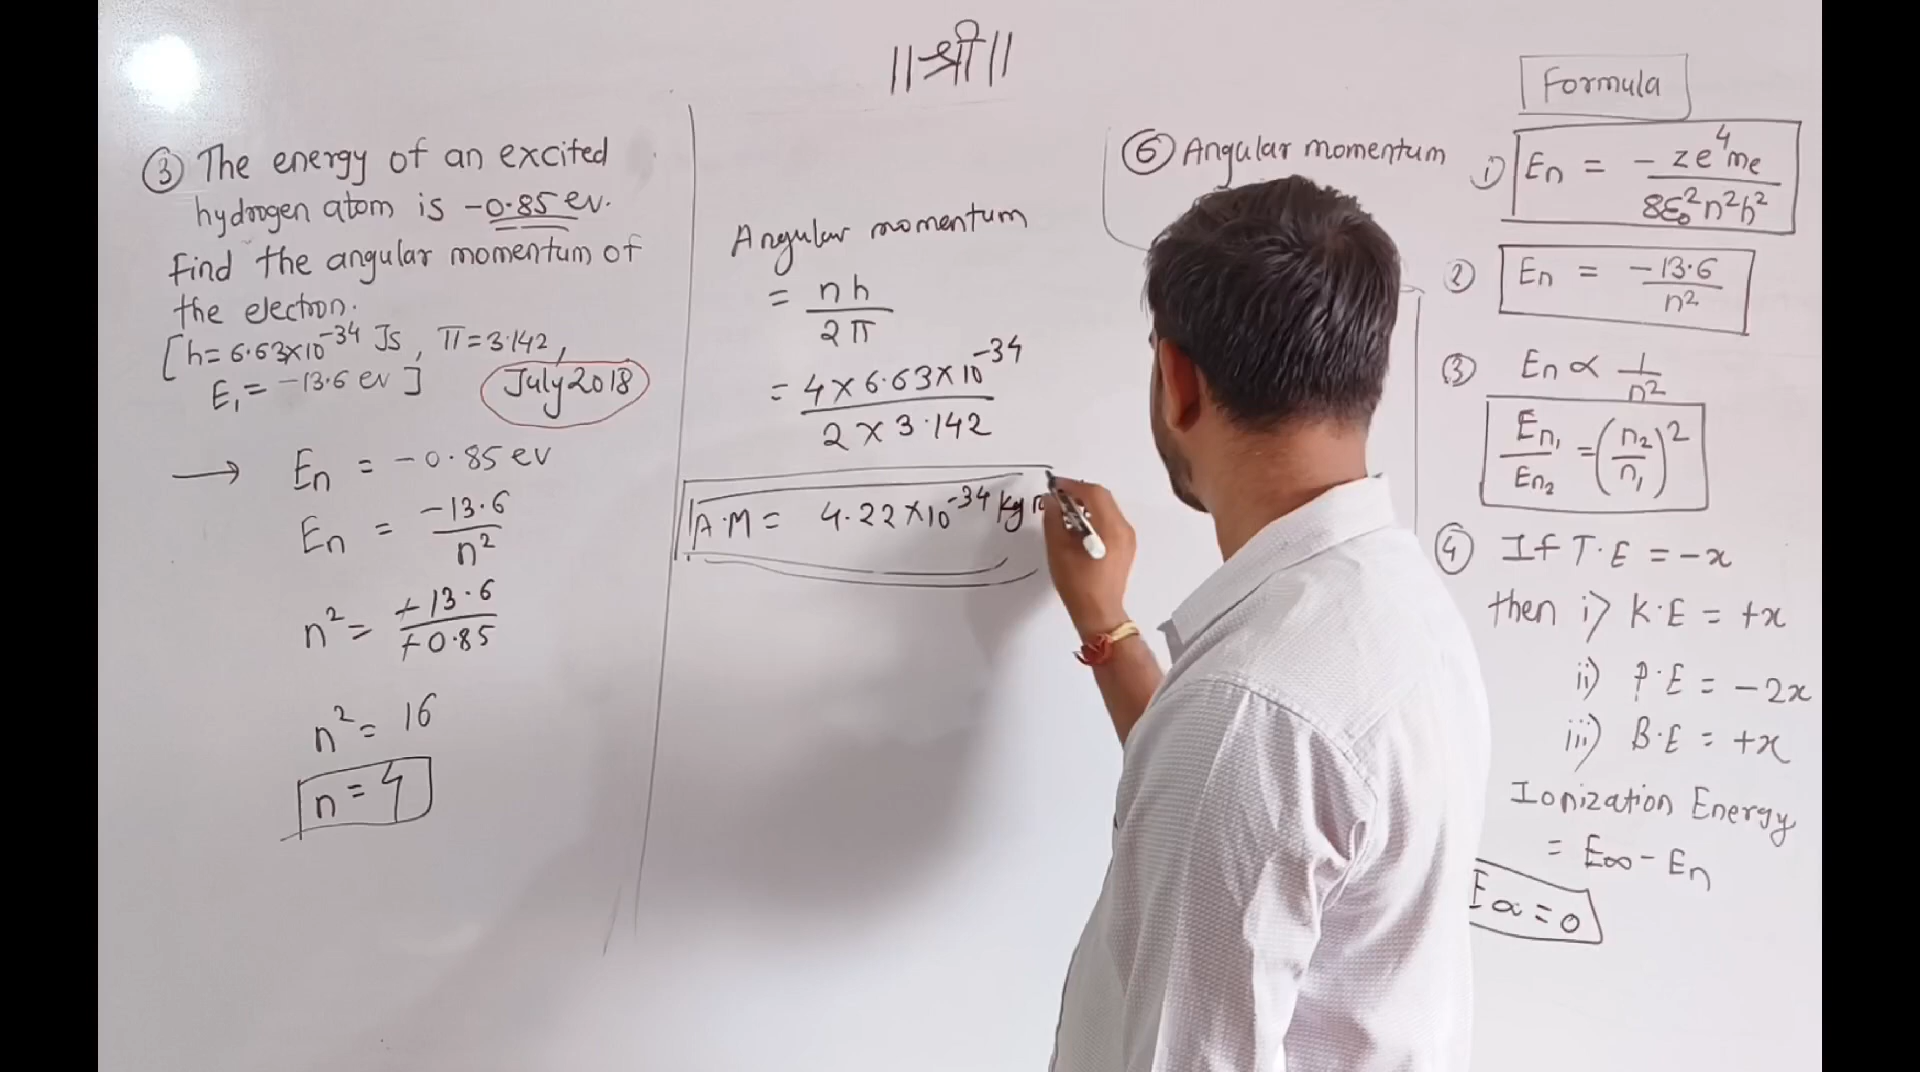 ||श्री||
③ The energy of an excited
hydrogen atom is -0.85 ev.
Find the angular momentum of
the electron.
[h= 6.63×10⁻³⁴ Js, π=3.142,
E₁= -13.6 ev]
July 2018
→ En = -0.85 ev
En = -13.6 / n²
n² = +13.6 / +0.85
n² = 16
n = 4
Angular momentum
= nh / 2π
= 4 × 6.63 × 10⁻³⁴ / 2 × 3.142
A.M = 4.22 × 10⁻³⁴ kg
⑥ Angular momentum
Formula
1) En = - ze⁴me / 8ε₀²n²h²
② En = -13.6 / n²
③ En ∝ 1 / n²
En₁ / En₂ = (n₂ / n₁)²
④ If T.E = -x
then i) K.E = +x
ii) P.E = -2x
iii) B.E = +x
Ionization Energy
= E∞ - En
E∞ = 0